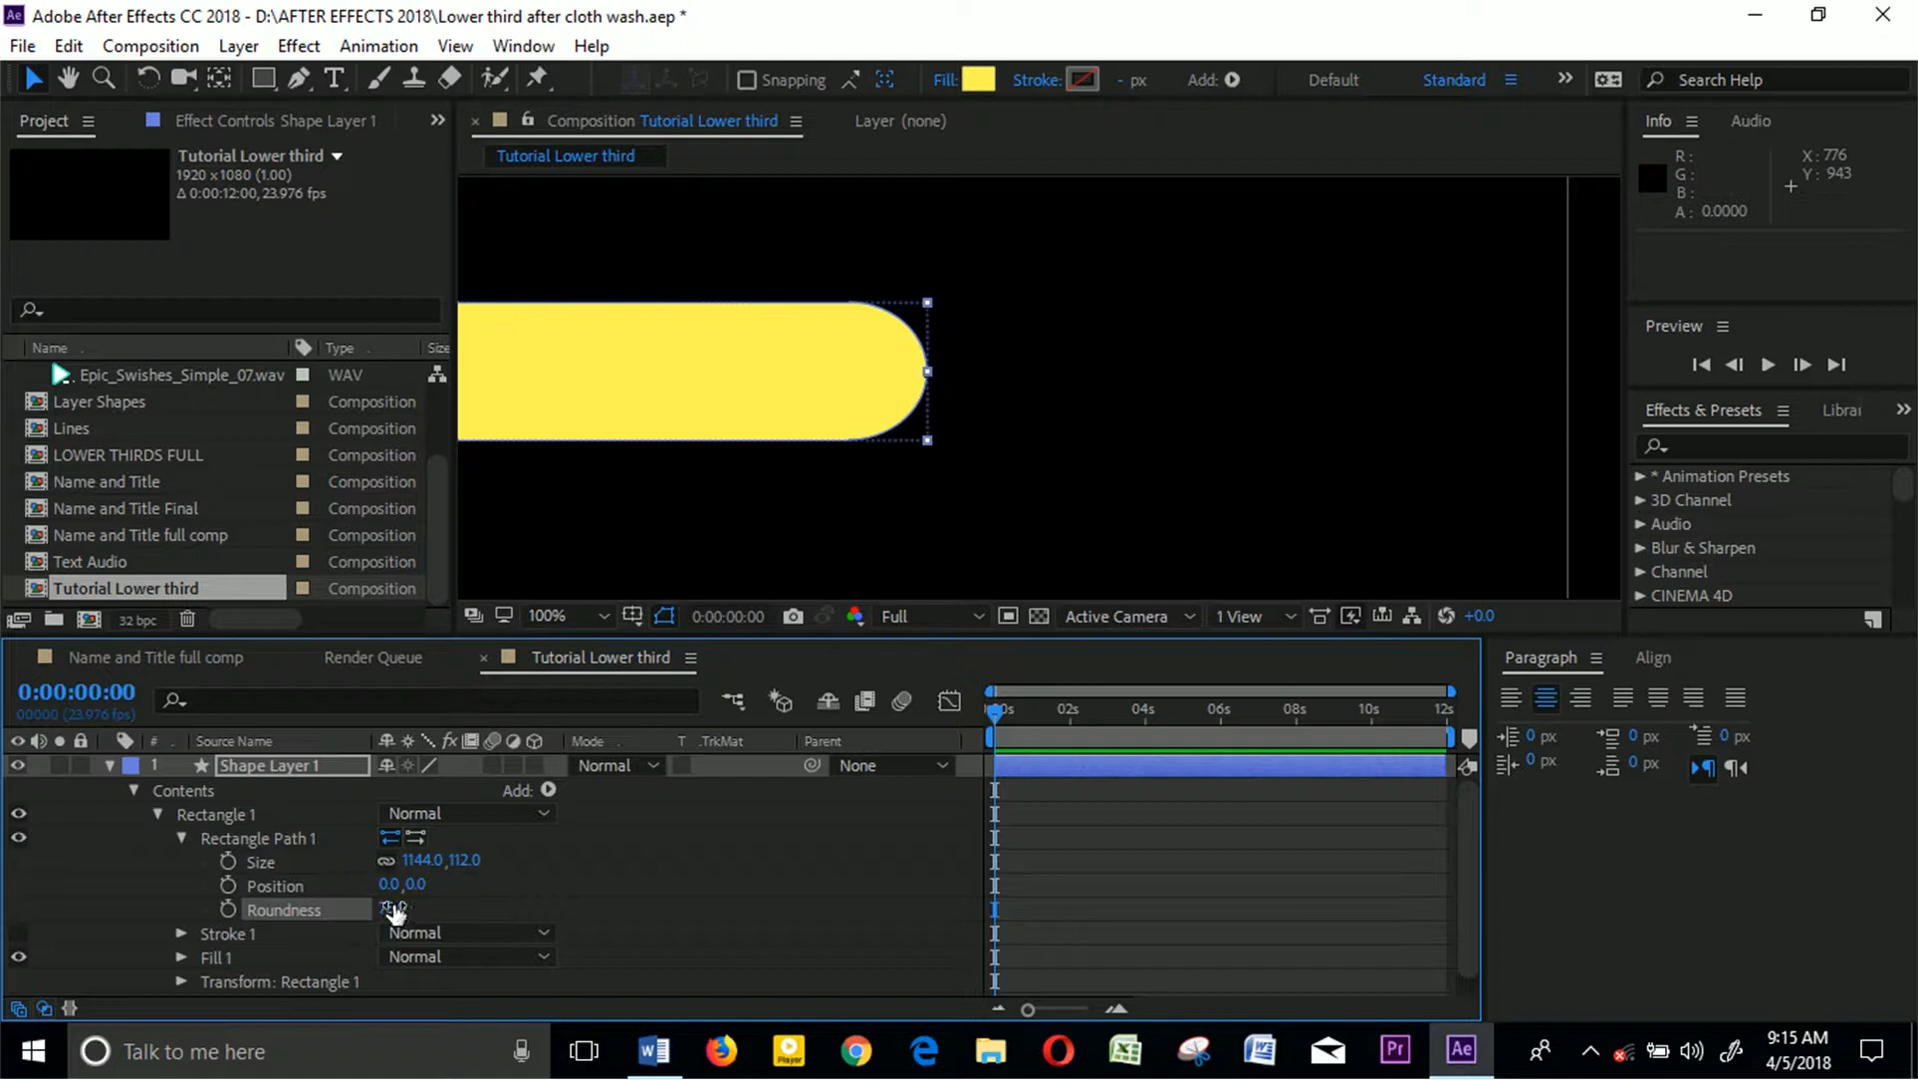 Adobe After Effects CC 2018 - D:\AFTER EFFECTS 2018\Lower third after cloth wash.aep *
File Edit Composition Layer Effect Animation View Window Help
Snapping Fill: Stroke: - px Add: Default Standard Search Help
Project Effect Controls Shape Layer 1
Composition Tutorial Lower third Layer (none)
Info Audio
Tutorial Lower third
1920 x1080 (1.00)
Δ 0:00:12:00, 23.976 fps
Tutorial Lower third
R:
G:
B:
A: 0.0000
X: 776
Y: 943
Preview
Name Type Size
Epic_Swishes_Simple_07.wav WAV
Layer Shapes Composition
Lines Composition
LOWER THIRDS FULL Composition
Name and Title Composition
Name and Title Final Composition
Name and Title full comp Composition
Text Audio Composition
Tutorial Lower third Composition
32 bpc
Effects & Presets Librar
* Animation Presets
3D Channel
Audio
Blur & Sharpen
Channel
CINEMA 4D
100% 0:00:00:00 Full Active Camera 1 View +0.0
Name and Title full comp Render Queue Tutorial Lower third
Paragraph Align
0:00:00:00
00000 (23.976 fps)
02s 04s 06s 08s 10s 12s
# Source Name fx Mode T .TrkMat Parent
0 px 0 px 0 px
0 px 0 px
1 Shape Layer 1 Normal None
Contents Add:
Rectangle 1 Normal
Rectangle Path 1
Size 1144.0,112.0
Position 0.0,0.0
Roundness
Stroke 1 Normal
Fill 1 Normal
Transform: Rectangle 1
Talk to me here
Player
Pr
Ae
9:15 AM
4/5/2018